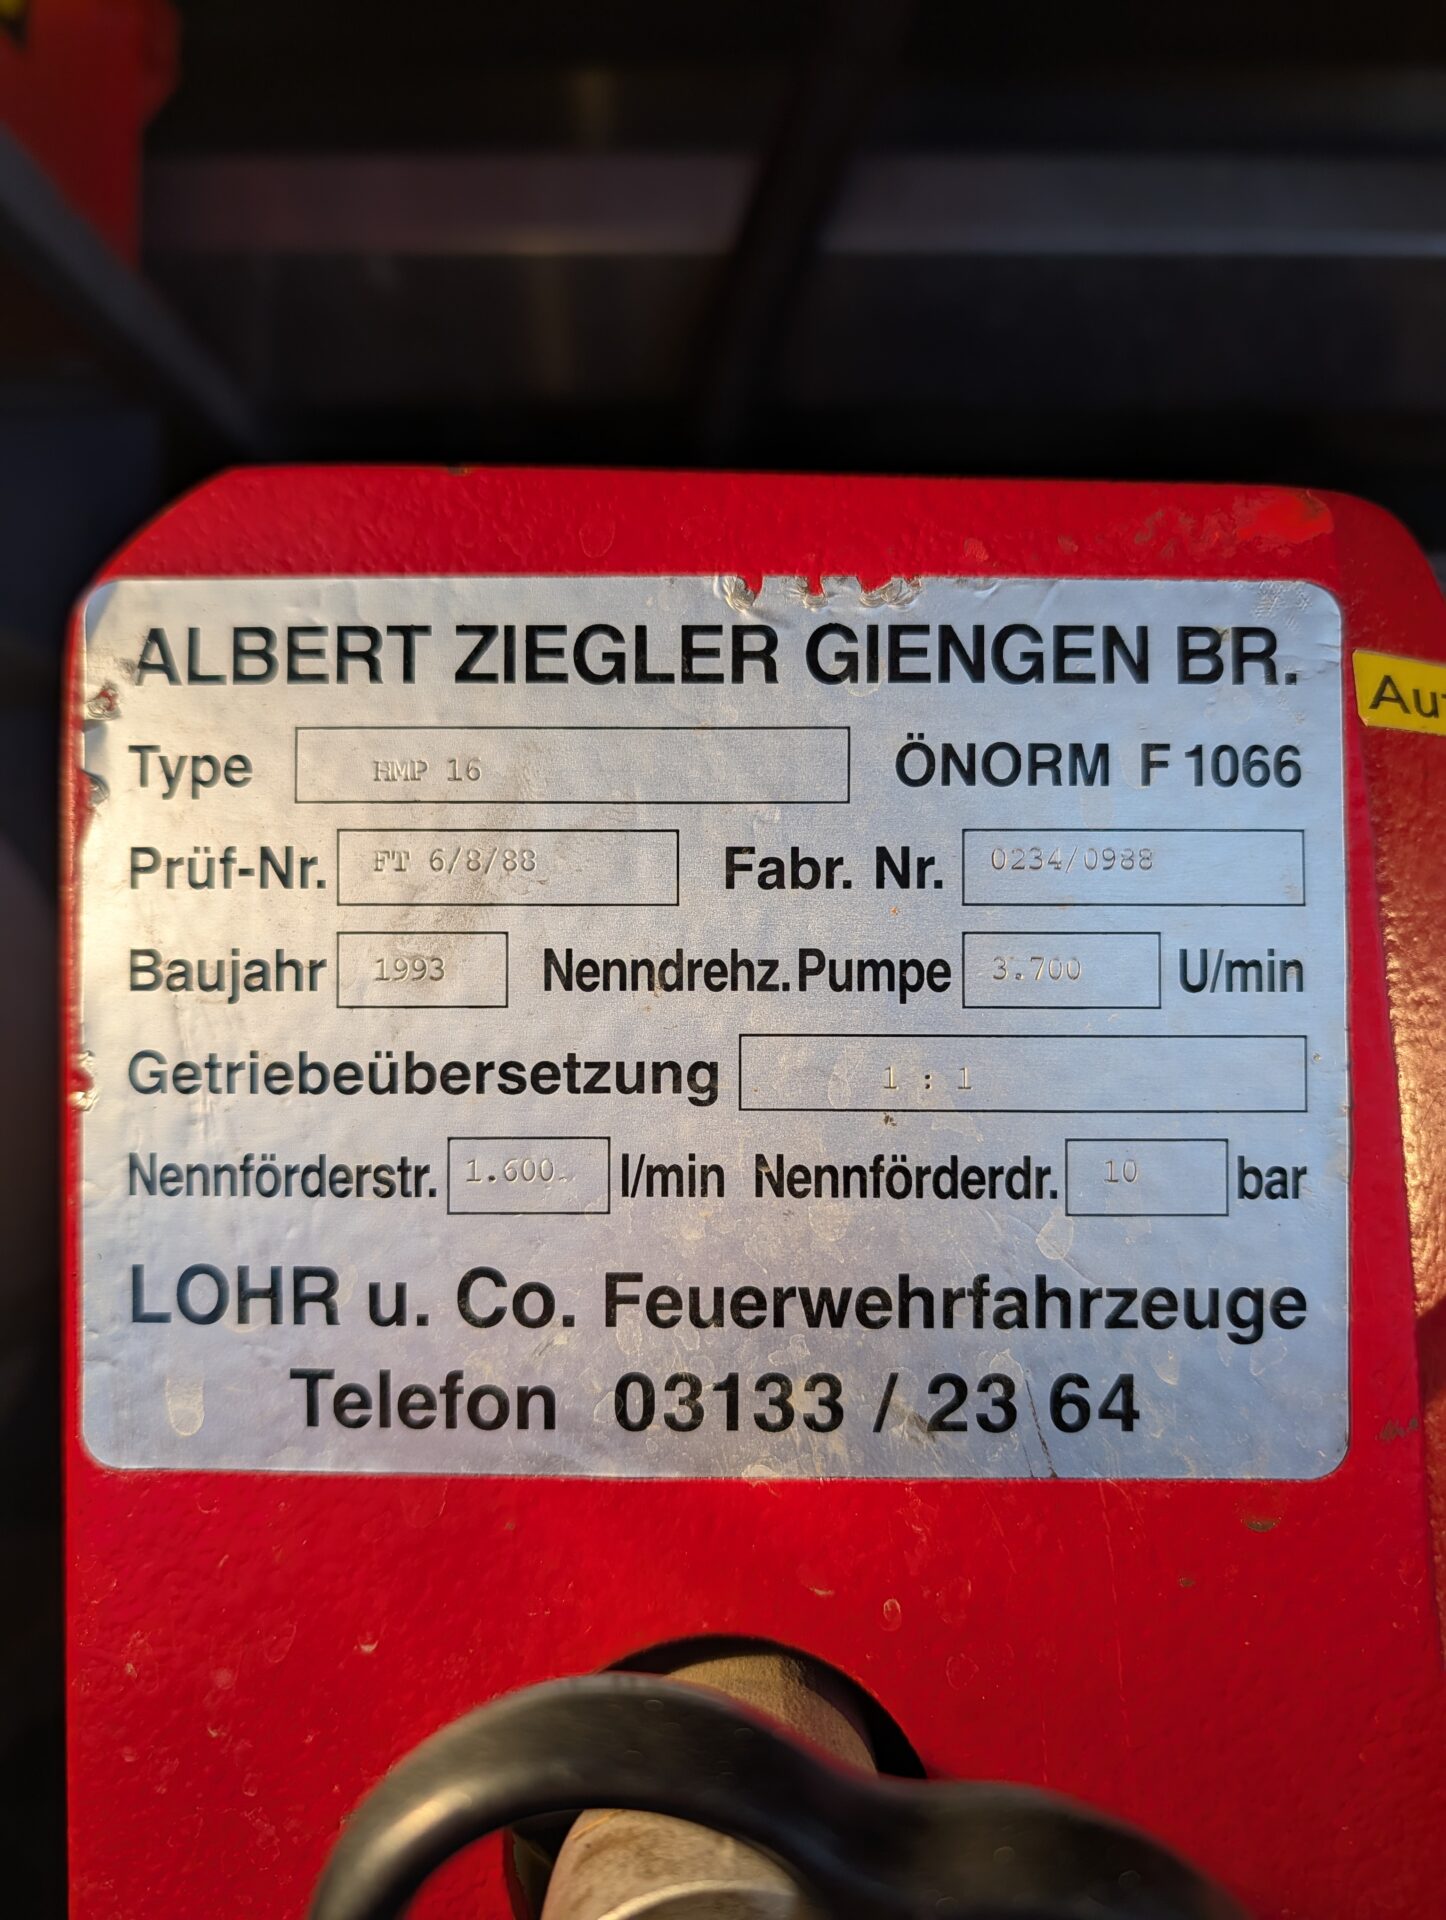 ALBERT ZIEGLER GIENGEN BR.
Type HMP 16 ÖNORM F 1066
Prüf-Nr. FT 6/8/88 Fabr. Nr. 0234/0988
Baujahr 1993 Nenndrehz.Pumpe 3.700 U/min
Getriebeübersetzung 1 : 1
Nennförderstr. 1.600 l/min Nennförderdr. 10 bar
LOHR u. Co. Feuerwehrfahrzeuge
Telefon 03133 / 23 64